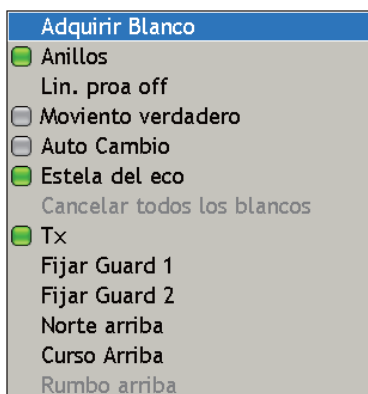 Adquirir Blanco
Anillos
Lin. proa off
Moviento verdadero
Auto Cambio
Estela del eco
Cancelar todos los blancos
Tx
Fijar Guard 1
Fijar Guard 2
Norte arriba
Curso Arriba
Rumbo arriba